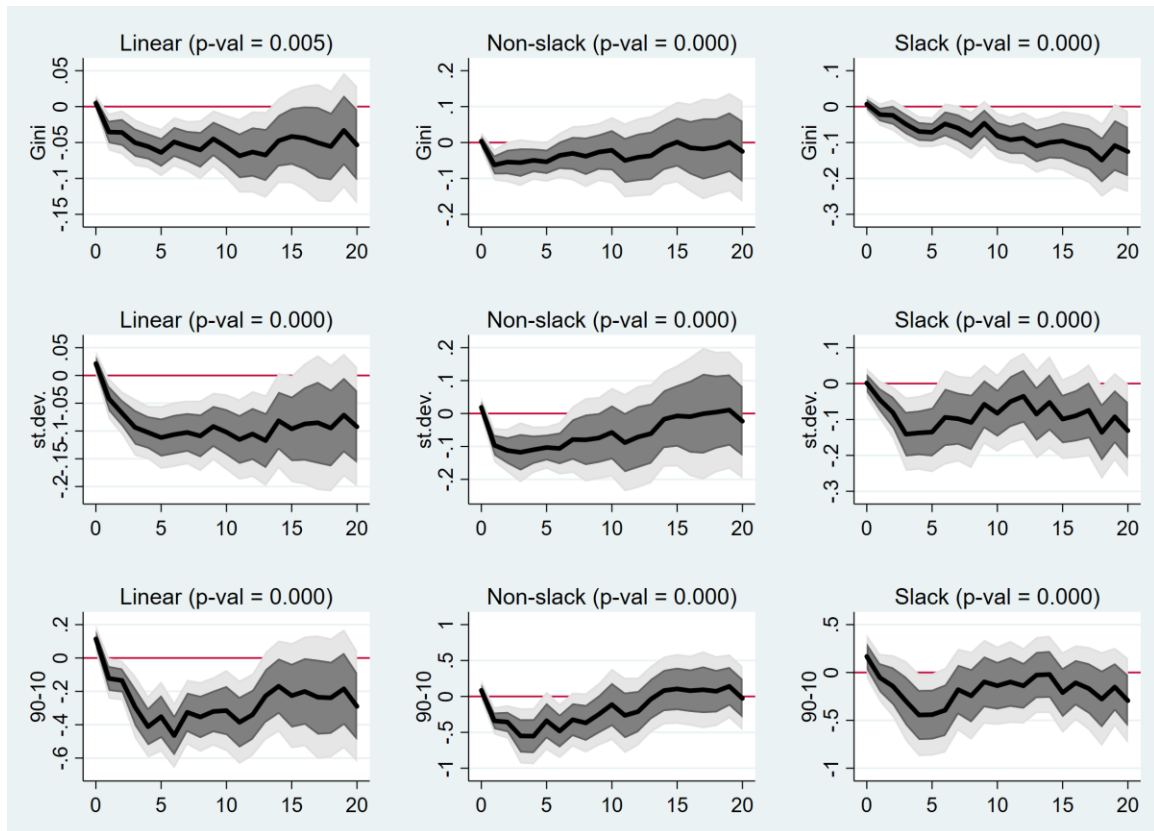 Linear (p-val = 0.005)
Non-slack (p-val = 0.000)
Slack (p-val = 0.000)
Gini
.05
0
-.05
-.1
-.15
0 5 10 15 20
Gini
.2
.1
0
-.1
-.2
0 5 10 15 20
Gini
.1
0
-.1
-.2
-.3
0 5 10 15 20
Linear (p-val = 0.000)
Non-slack (p-val = 0.000)
Slack (p-val = 0.000)
st.dev.
.05
0
-.05
-.1
-.15
-.2
0 5 10 15 20
st.dev.
.2
.1
0
-.1
-.2
0 5 10 15 20
st.dev.
.1
0
-.1
-.2
-.3
0 5 10 15 20
Linear (p-val = 0.000)
Non-slack (p-val = 0.000)
Slack (p-val = 0.000)
90-10
.2
0
-.2
-.4
-.6
0 5 10 15 20
90-10
1
.5
0
-.5
-1
0 5 10 15 20
90-10
.5
0
-.5
-1
0 5 10 15 20